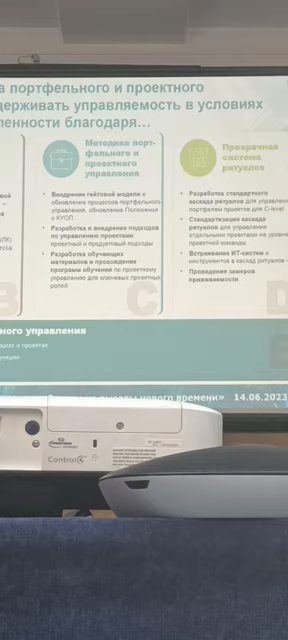 а портфельного и проектного
держивать управляемость в условиях
ленности благодаря...
Методика порт-
фельного и
проектного
управления
Прозрачная
система
ритуалов
Внедрение гейтовой модели и
обновление процессов портфельного
управления, обновление Положения
о КУОП
Разработка и внедрение подходов
по управлению проектами:
проектный и продуктовый подходы
Разработка обучающих
материалов и прохождение
программ обучения по проектному
управлению для ключевых проектных
ролей
Разработка стандартного
каскада ритуалов для управления
портфелем проектов для C-level
Стандартизация каскада
ритуалов для управления
отдельными проектами на уровне
проектной команды
Встраивание ИТ-систем и
инструментов в каскад ритуалов
Проведение замеров
приживаемости
C
D
ного управления
нового времени» 14.06.2023
Control4